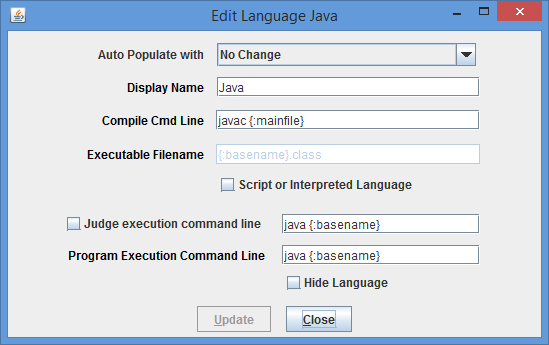 Edit Language Java
Auto Populate with No Change
Display Name Java
Compile Cmd Line javac {:mainfile}
Executable Filename {:basename}.class
Script or Interpreted Language
Judge execution command line java {:basename}
Program Execution Command Line java {:basename}
Hide Language
Update Close